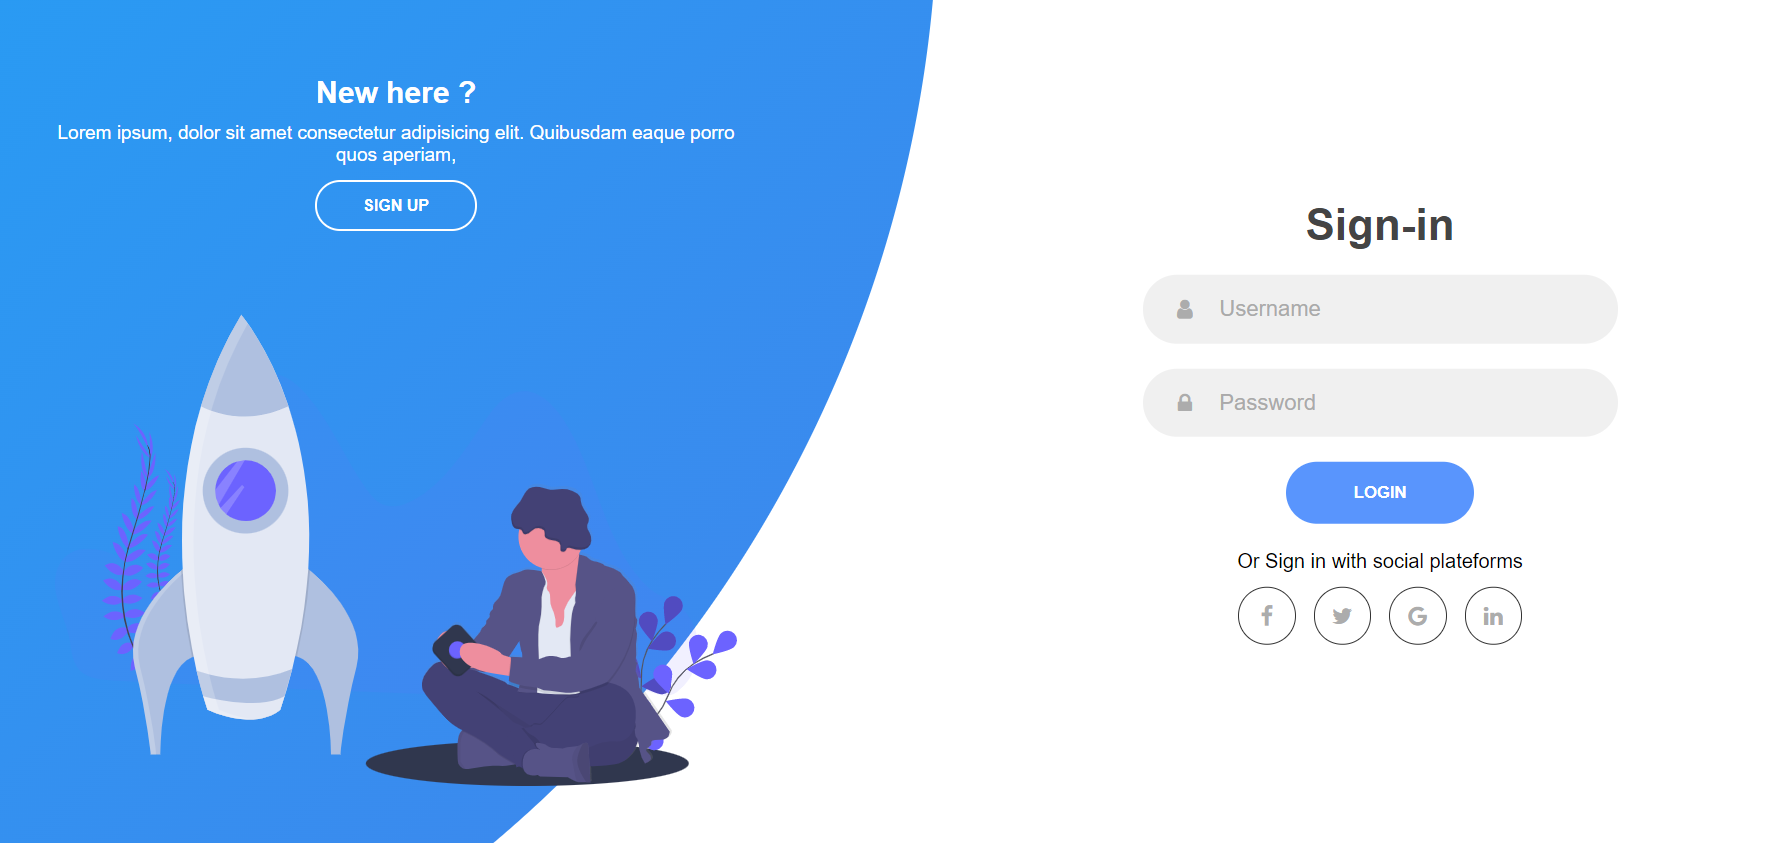 New here ?
Lorem ipsum, dolor sit amet consectetur adipisicing elit. Quibusdam eaque porro
quos aperiam,
SIGN UP
Sign-in
Username
Password
LOGIN
Or Sign in with social plateforms